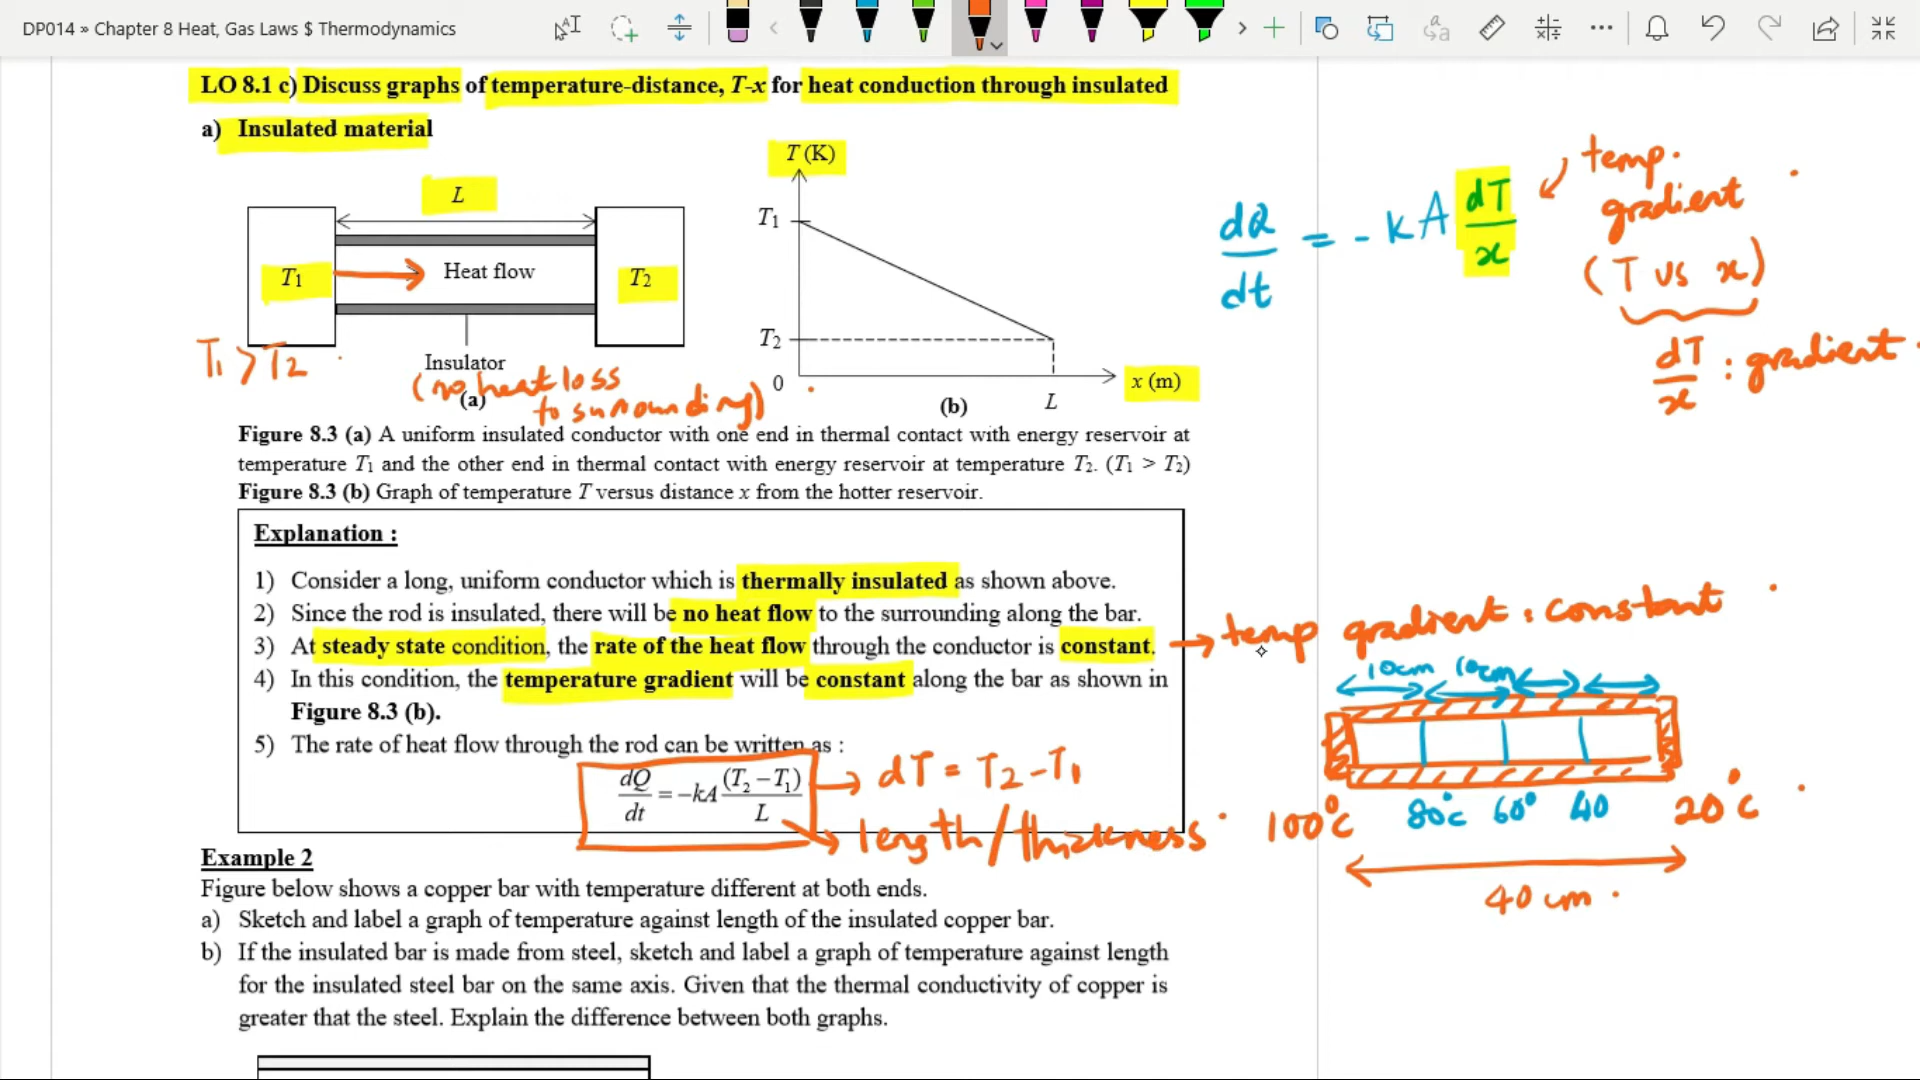 DP014 » Chapter 8 Heat, Gas Laws $ Thermodynamics
LO 8.1 c) Discuss graphs of temperature-distance, T-x for heat conduction through insulated
a) Insulated material
L
T1
Heat flow
T2
Insulator
(a)
T1 > T2
(no heat loss
to surrounding)
T (K)
T1
T2
0
L
x (m)
(b)
dQ/dt = - kA dT/x
temp.
gradient
(T vs x)
dT/x : gradient
Figure 8.3 (a) A uniform insulated conductor with one end in thermal contact with energy reservoir at
temperature T1 and the other end in thermal contact with energy reservoir at temperature T2. (T1 > T2)
Figure 8.3 (b) Graph of temperature T versus distance x from the hotter reservoir.
Explanation :
1) Consider a long, uniform conductor which is thermally insulated as shown above.
2) Since the rod is insulated, there will be no heat flow to the surrounding along the bar.
3) At steady state condition, the rate of the heat flow through the conductor is constant.
→ temp gradient : constant
4) In this condition, the temperature gradient will be constant along the bar as shown in
Figure 8.3 (b).
5) The rate of heat flow through the rod can be written as :
dQ/dt = -kA (T2 - T1)/L
→ dT = T2 - T1
→ length/thickness
10cm 10cm
100°C 80°C 60° 40 20°C
40 cm
Example 2
Figure below shows a copper bar with temperature different at both ends.
a) Sketch and label a graph of temperature against length of the insulated copper bar.
b) If the insulated bar is made from steel, sketch and label a graph of temperature against length
for the insulated steel bar on the same axis. Given that the thermal conductivity of copper is
greater that the steel. Explain the difference between both graphs.